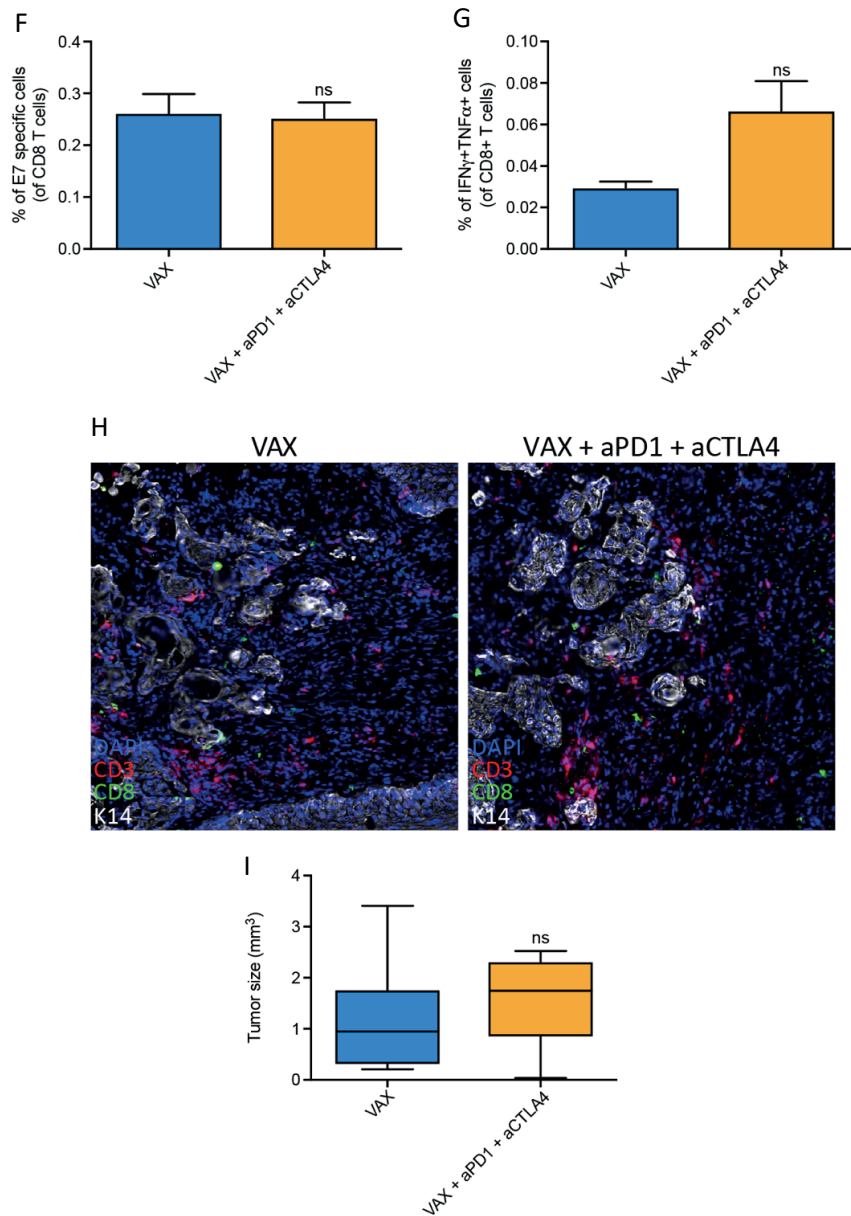 F
% of E7 specific cells
(of CD8 T cells)
0.4
0.3
0.2
0.1
0.0
ns
VAX
VAX + aPD1 + aCTLA4
G
% of IFNγ+TNFα+ cells
(of CD8+ T cells)
0.10
0.08
0.06
0.04
0.02
0.00
ns
VAX
VAX + aPD1 + aCTLA4
H
VAX
VAX + aPD1 + aCTLA4
DAPI
CD3
CD8
K14
DAPI
CD3
CD8
K14
I
Tumor size (mm³)
4
3
2
1
0
ns
VAX
VAX + aPD1 + aCTLA4